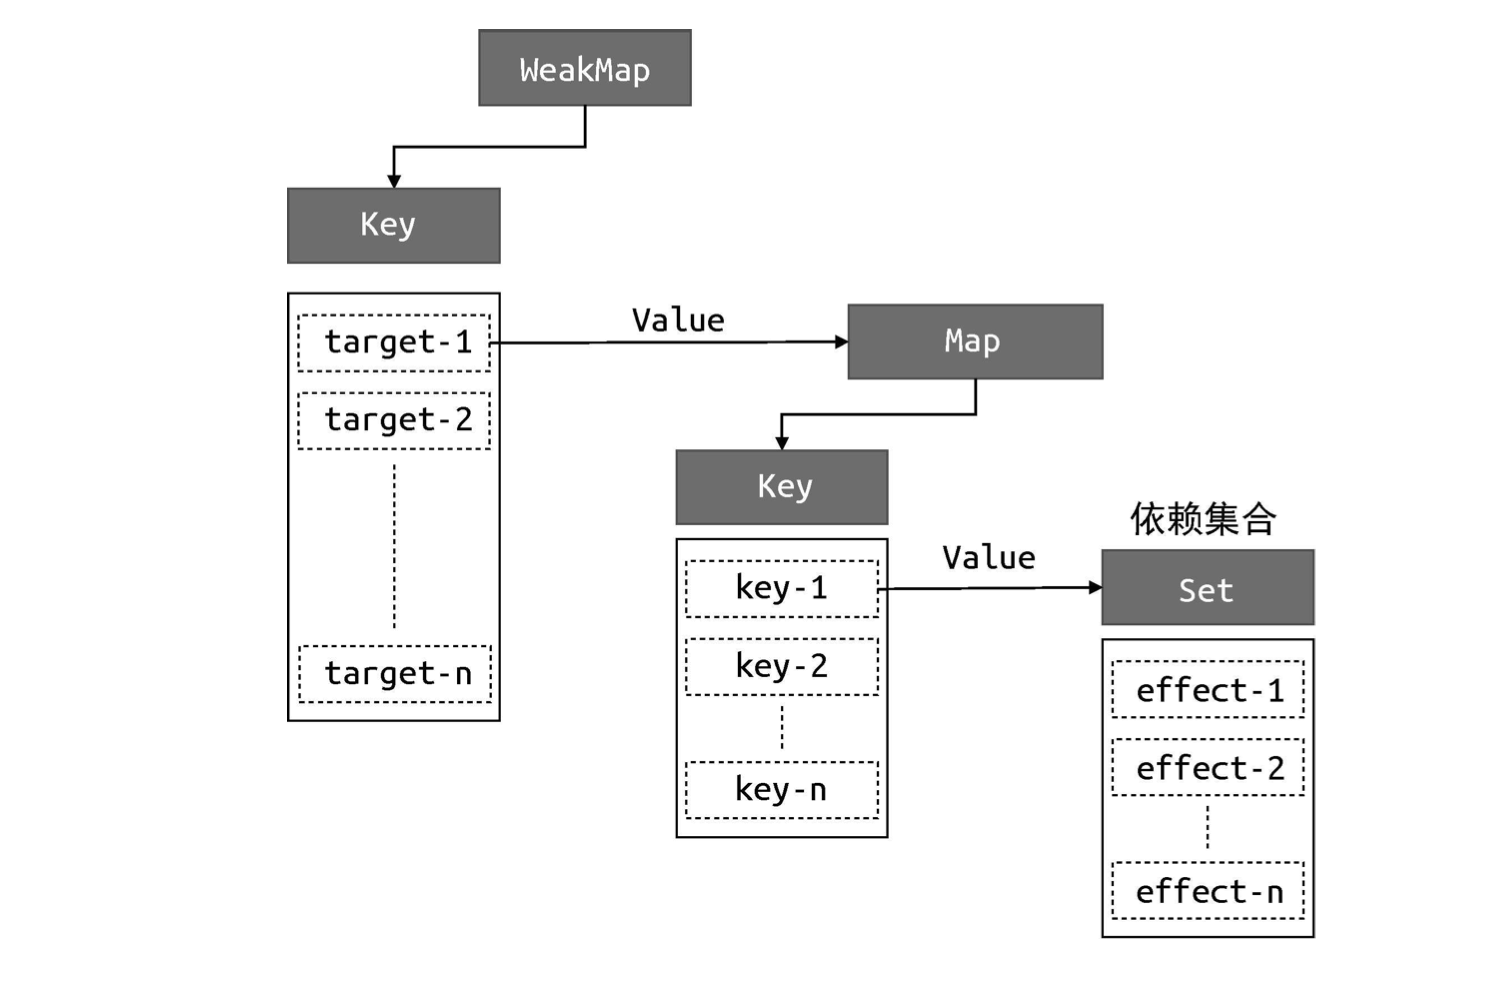 WeakMap
Key
target-1
target-2
target-n
Value
Map
Key
key-1
key-2
key-n
Value
依赖集合
Set
effect-1
effect-2
effect-n